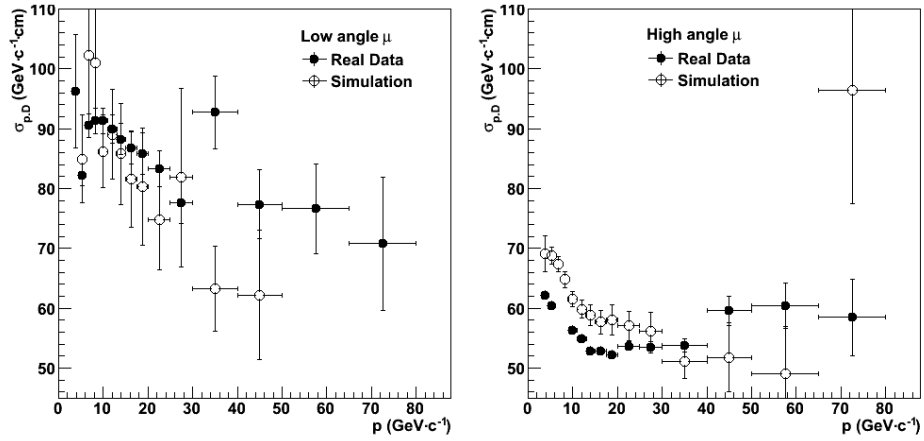 σp.D (GeV·c-1·cm)
110
100
90
80
70
60
50
Low angle μ
Real Data
Simulation
0 10 20 30 40 50 60 70 80
p (GeV·c-1)
σp.D (GeV·c-1·cm)
110
100
90
80
70
60
50
High angle μ
Real Data
Simulation
0 10 20 30 40 50 60 70 80
p (GeV·c-1)